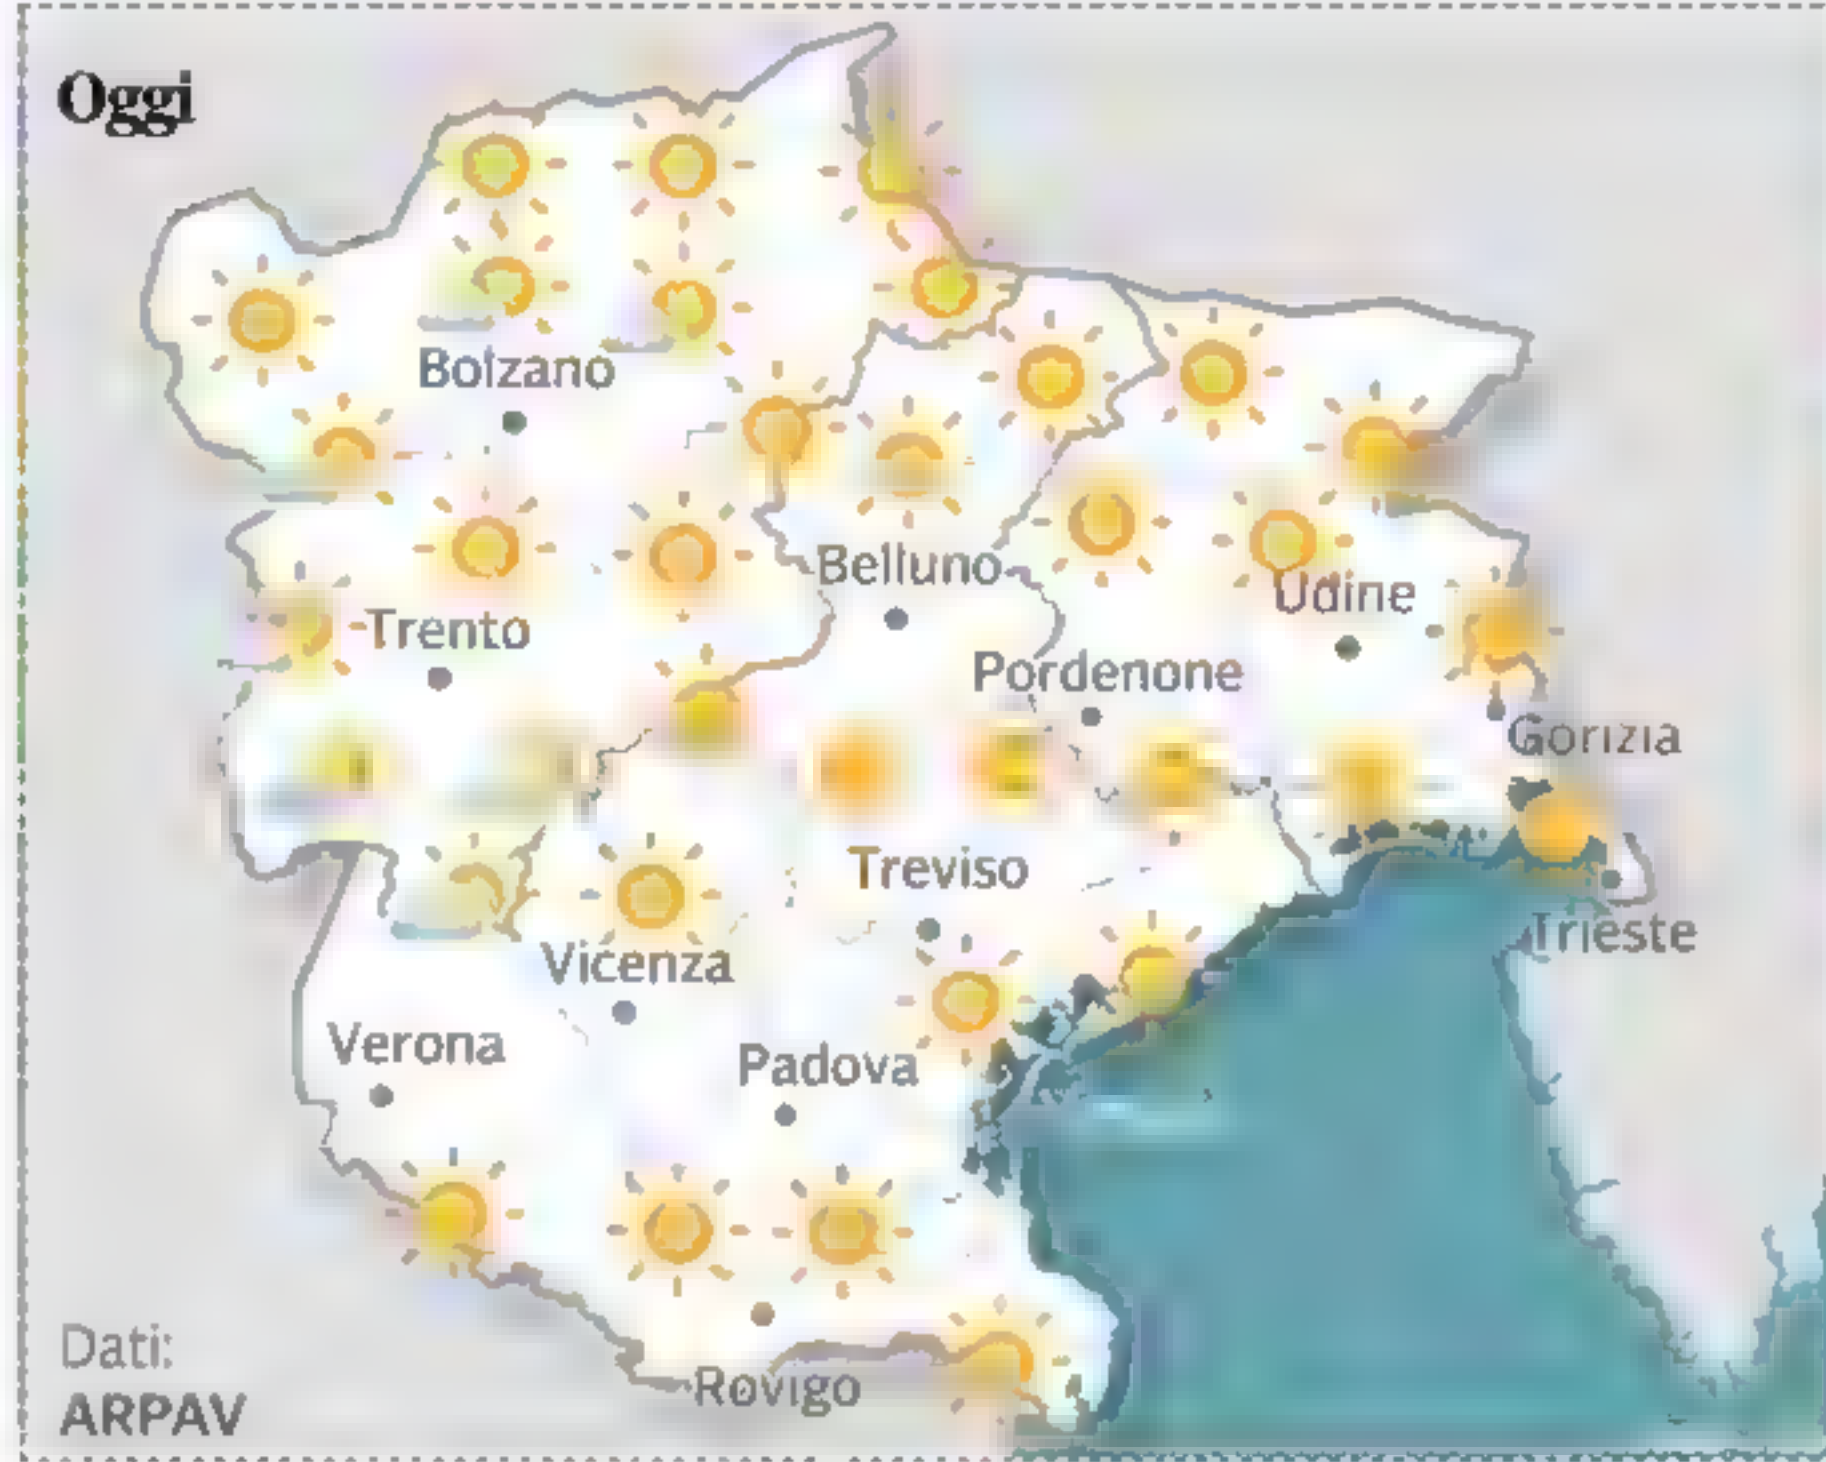 Oggi
Bolzano
Belluno
Udine
Trento
Pordenone
Gorizia
Treviso
Trieste
Vicenza
Verona
Padova
Rovigo
Dati:
ARPAV